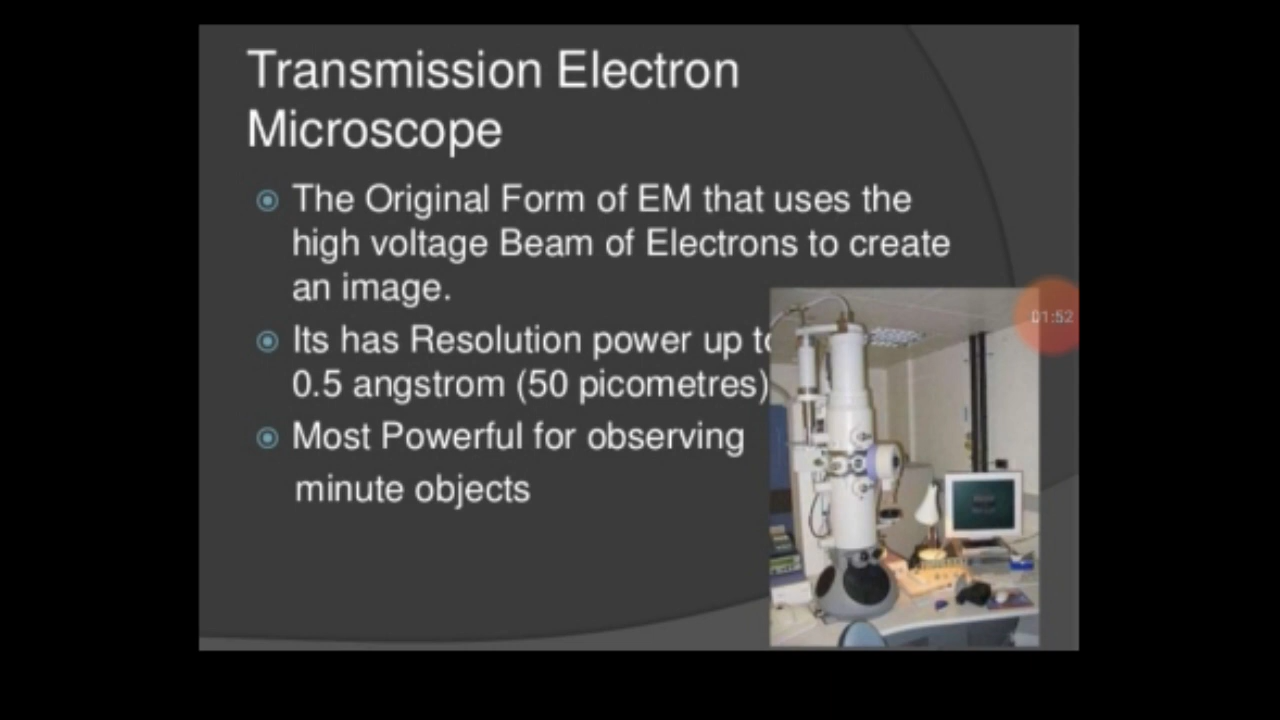 Transmission Electron
Microscope
The Original Form of EM that uses the
high voltage Beam of Electrons to create
an image.
Its has Resolution power up to
0.5 angstrom (50 picometres)
Most Powerful for observing
minute objects
01:52